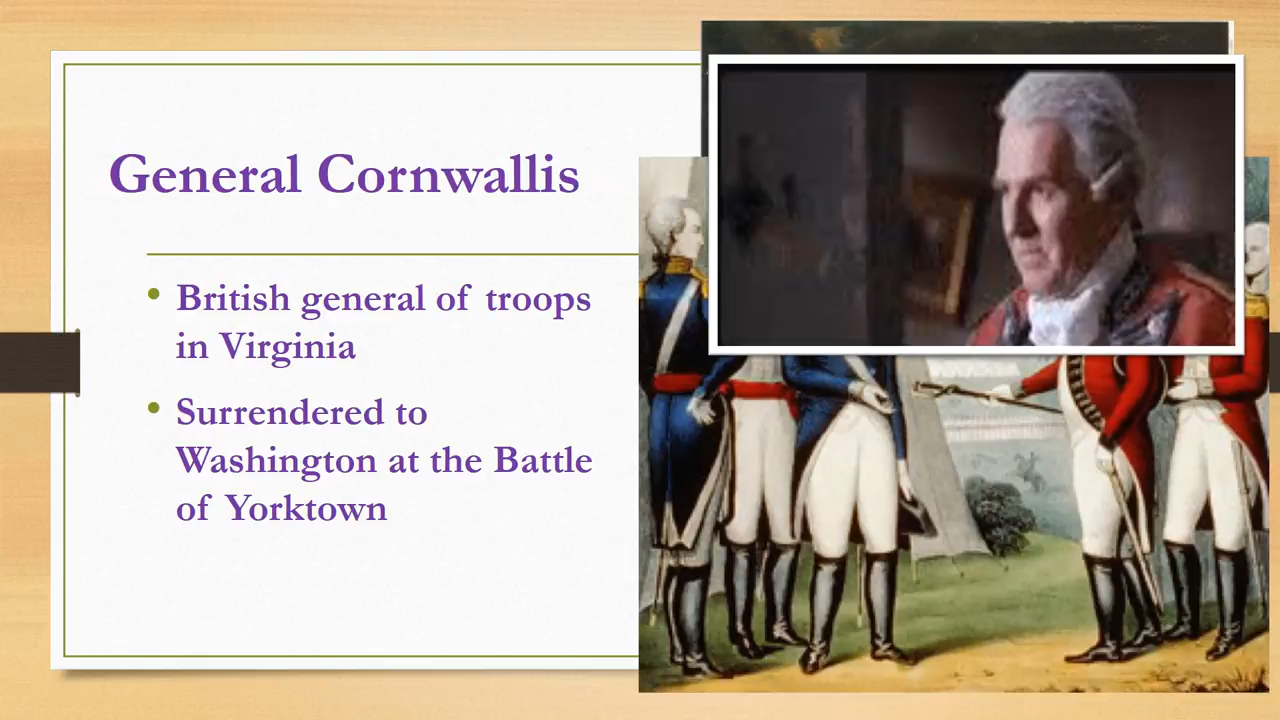 General Cornwallis
• British general of troops
in Virginia
• Surrendered to
Washington at the Battle
of Yorktown